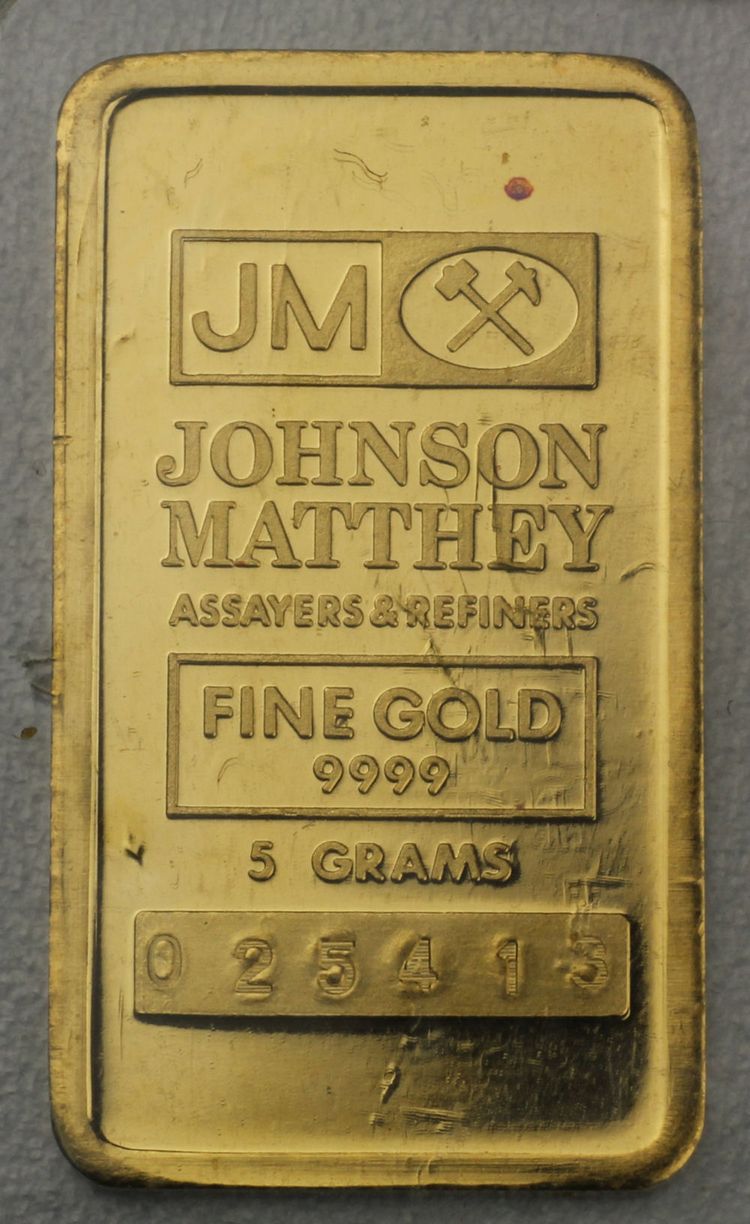 JM
JOHNSON
MATTHEY
ASSAYERS & REFINERS
FINE GOLD
9999
5 GRAMS
025413